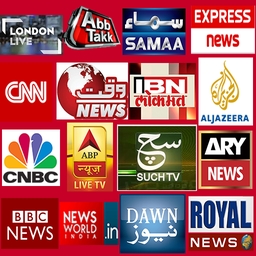 LONDON
LIVE
Abb
Takk
سماء
SAMAA
EXPRESS
news
CNN
وقت
NEWS
IBN
लोकमत
ALJAZEERA
CNBC
ABP
न्यूज़
LIVE TV
سچ
SUCH TV
ARY
NEWS
BBC
NEWS
NEWS
WORLD
INDIA
.in
DAWN
نیوز
ROYAL
NEWS